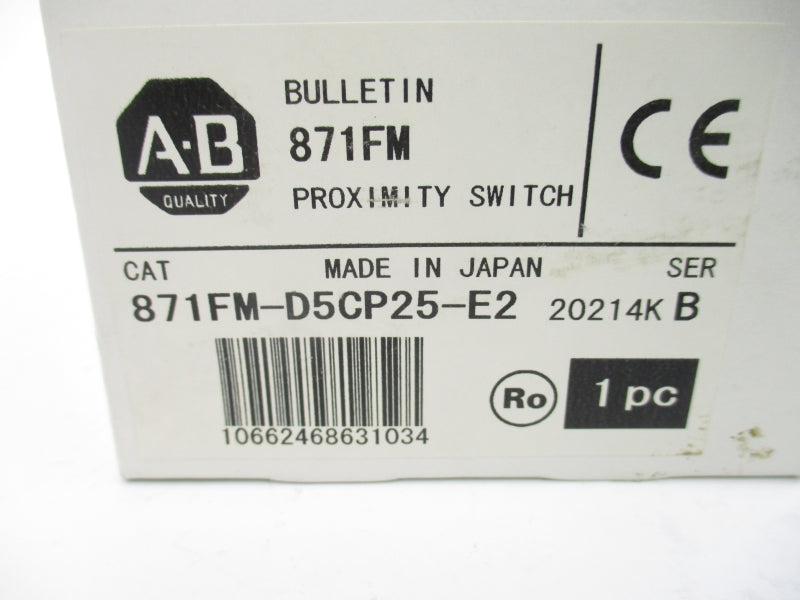 A·B
QUALITY
BULLETIN
871FM
PROXIMITY SWITCH
CE
CAT MADE IN JAPAN SER
871FM-D5CP25-E2 20214K B
10662468631034
Ro
1 pc